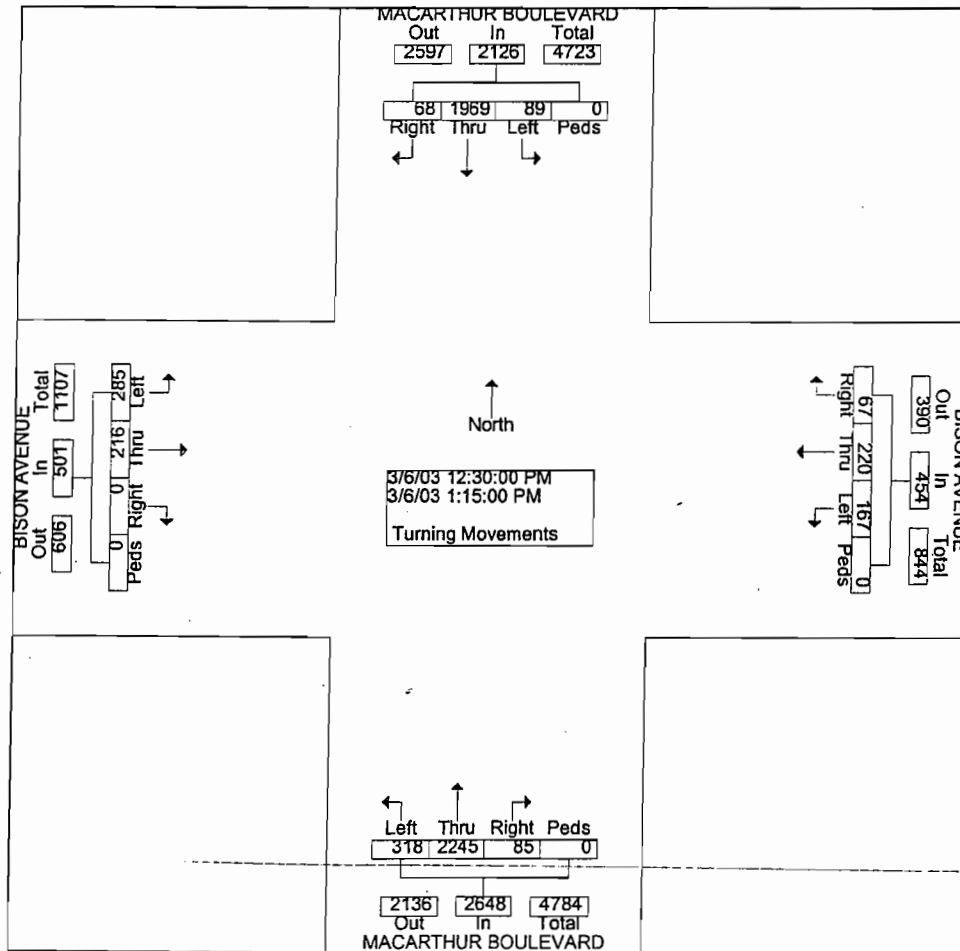 MACARTHUR BOULEVARD
Out In Total
2597 2126 4723
68 1969 89 0
Right Thru Left Peds
BISON AVENUE
Out In Total
606 501 1107
Peds Right Thru Left
0 0 216 285
North
3/6/03 12:30:00 PM
3/6/03 1:15:00 PM
Turning Movements
Right Thru Left Peds
67 220 167 0
Out In Total
390 454 844
BISON AVENUE
Left Thru Right Peds
318 2245 85 0
2136 2648 4784
Out In Total
MACARTHUR BOULEVARD